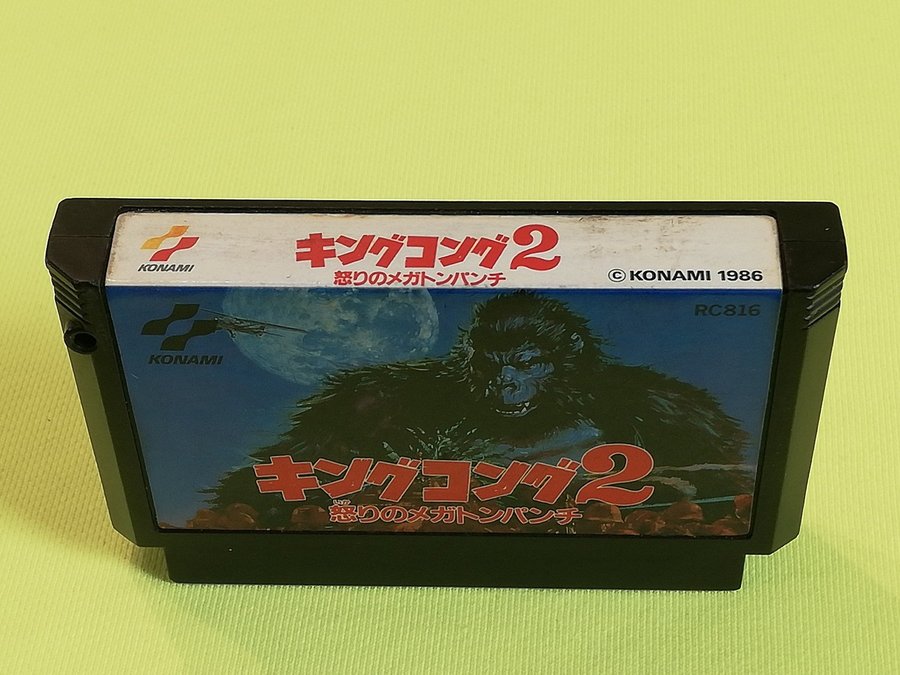 KONAMI
キングコング2
怒りのメガトンパンチ
© KONAMI 1986
RC816
KONAMI
キングコング2
いか
怒りのメガトンパンチ